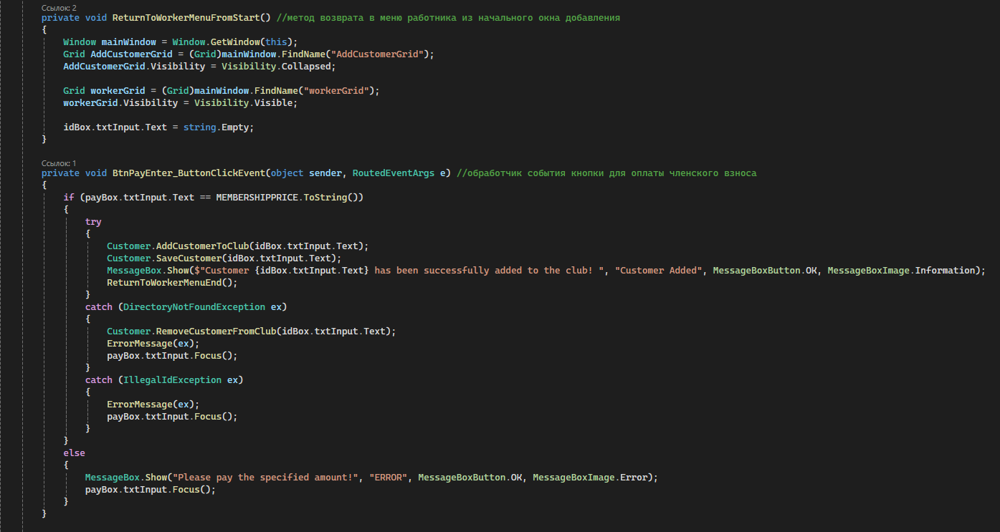 Ссылок: 2
private void ReturnToWorkerMenuFromStart() //метод возврата в меню работника из начального окна добавления
{
Window mainWindow = Window.GetWindow(this);
Grid AddCustomerGrid = (Grid)mainWindow.FindName("AddCustomerGrid");
AddCustomerGrid.Visibility = Visibility.Collapsed;
Grid workerGrid = (Grid)mainWindow.FindName("workerGrid");
workerGrid.Visibility = Visibility.Visible;
idBox.txtInput.Text = string.Empty;
}
Ссылок: 1
private void BtnPayEnter_ButtonClickEvent(object sender, RoutedEventArgs e) //обработчик события кнопки для оплаты членского взноса
{
if (payBox.txtInput.Text == MEMBERSHIPPRICE.ToString())
{
try
{
Customer.AddCustomerToClub(idBox.txtInput.Text);
Customer.SaveCustomer(idBox.txtInput.Text);
MessageBox.Show($"Customer {idBox.txtInput.Text} has been successfully added to the club! ", "Customer Added", MessageBoxButton.OK, MessageBoxImage.Information);
ReturnToWorkerMenuEnd();
}
catch (DirectoryNotFoundException ex)
{
Customer.RemoveCustomerFromClub(idBox.txtInput.Text);
ErrorMessage(ex);
payBox.txtInput.Focus();
}
catch (IllegalIdException ex)
{
ErrorMessage(ex);
payBox.txtInput.Focus();
}
}
else
{
MessageBox.Show("Please pay the specified amount!", "ERROR", MessageBoxButton.OK, MessageBoxImage.Error);
payBox.txtInput.Focus();
}
}